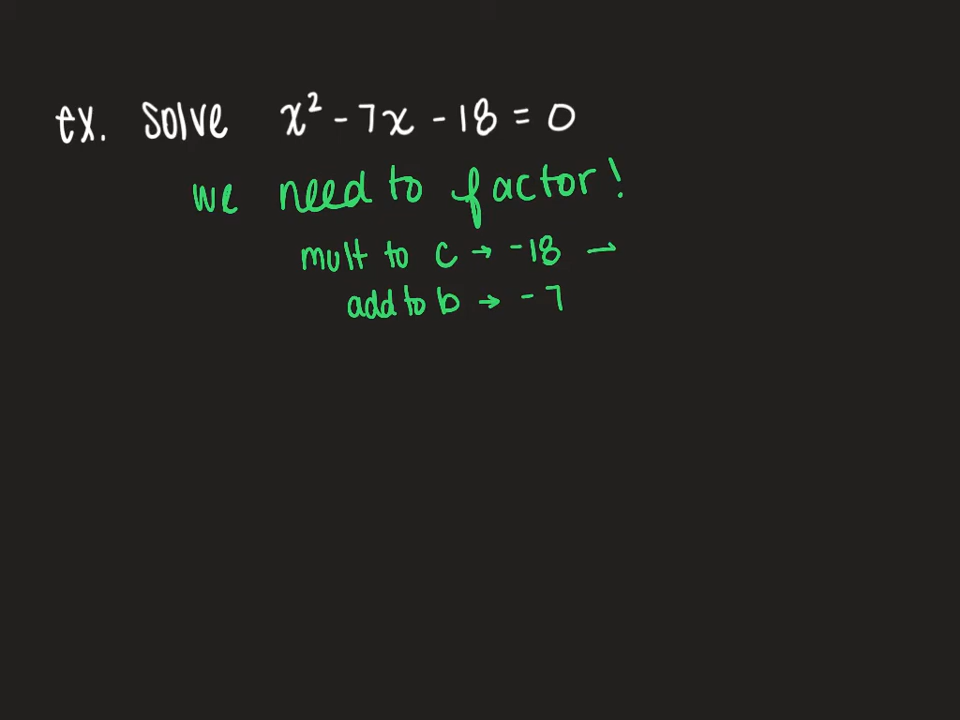 ex. Solve x² - 7x - 18 = 0
we need to factor!
mult to c → -18 →
add to b → -7